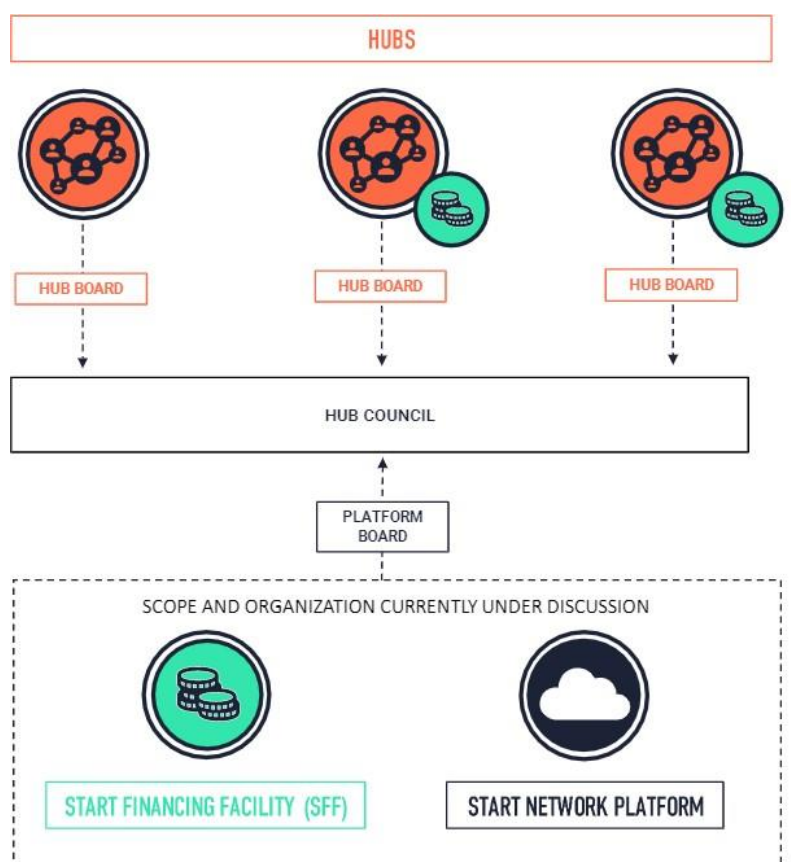 HUBS
HUB BOARD
HUB BOARD
HUB BOARD
HUB COUNCIL
PLATFORM
BOARD
SCOPE AND ORGANIZATION CURRENTLY UNDER DISCUSSION
START FINANCING FACILITY (SFF)
START NETWORK PLATFORM